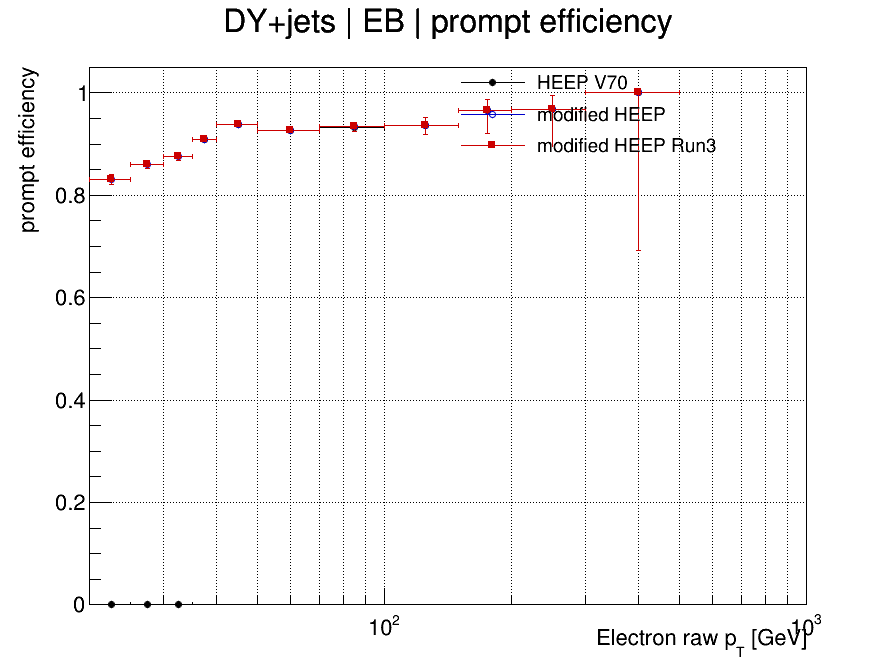 DY+jets | EB | prompt efficiency
prompt efficiency
HEEP V70
modified HEEP
modified HEEP Run3
1
0.8
0.6
0.4
0.2
0
10²
10³
Electron raw p_T [GeV]